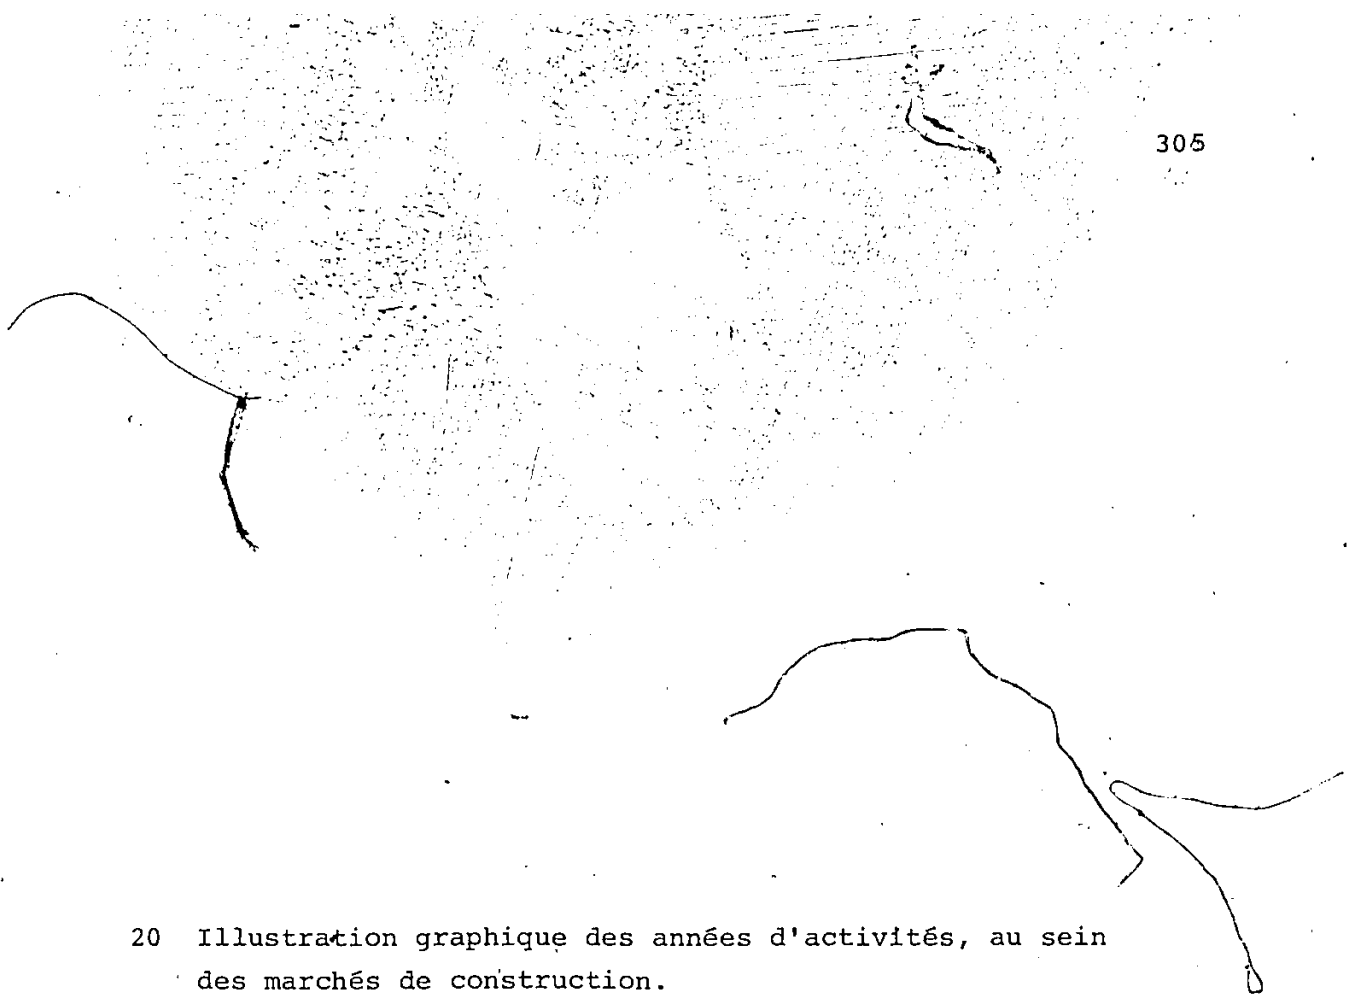 305
20 Illustration graphique des années d'activités, au sein
des marchés de construction.